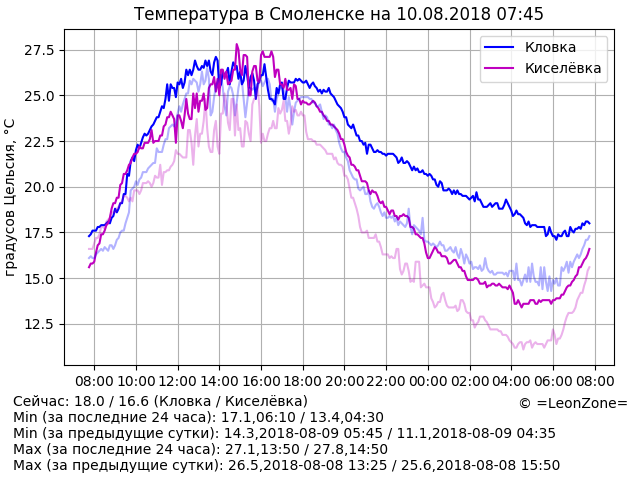 Температура в Смоленске на 10.08.2018 07:45
Кловка
Киселёвка
градусов Цельсия, °C
27.5
25.0
22.5
20.0
17.5
15.0
12.5
08:00 10:00 12:00 14:00 16:00 18:00 20:00 22:00 00:00 02:00 04:00 06:00 08:00
Сейчас: 18.0 / 16.6 (Кловка / Киселёвка)
© =LeonZone=
Min (за последние 24 часа): 17.1,06:10 / 13.4,04:30
Min (за предыдущие сутки): 14.3,2018-08-09 05:45 / 11.1,2018-08-09 04:35
Max (за последние 24 часа): 27.1,13:50 / 27.8,14:50
Max (за предыдущие сутки): 26.5,2018-08-08 13:25 / 25.6,2018-08-08 15:50